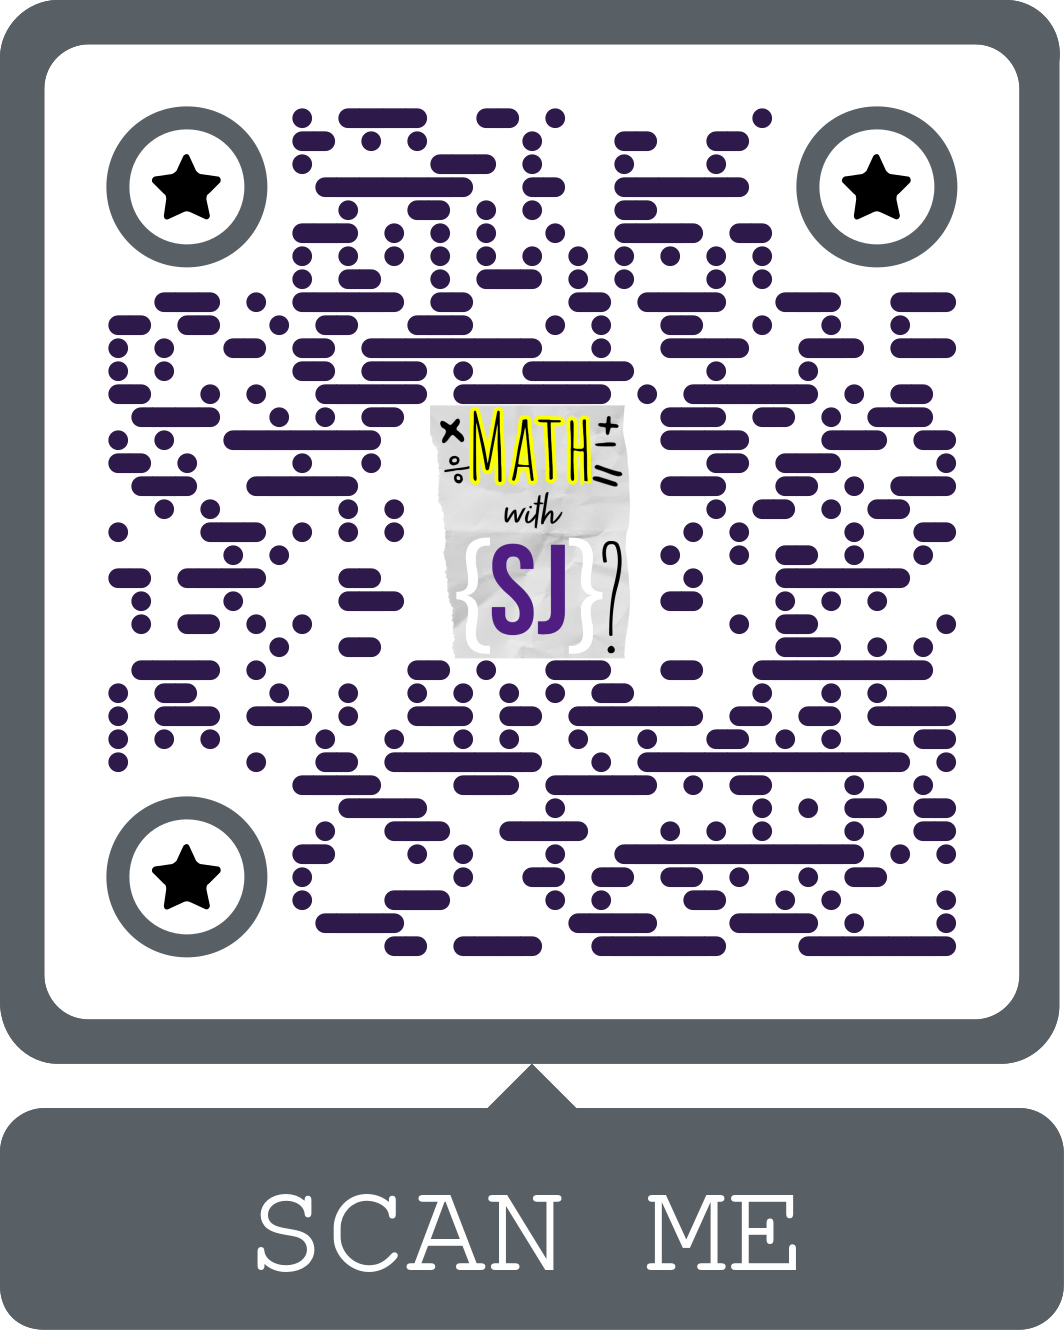 × MATH + −
÷ =
with
{SJ}?
SCAN ME